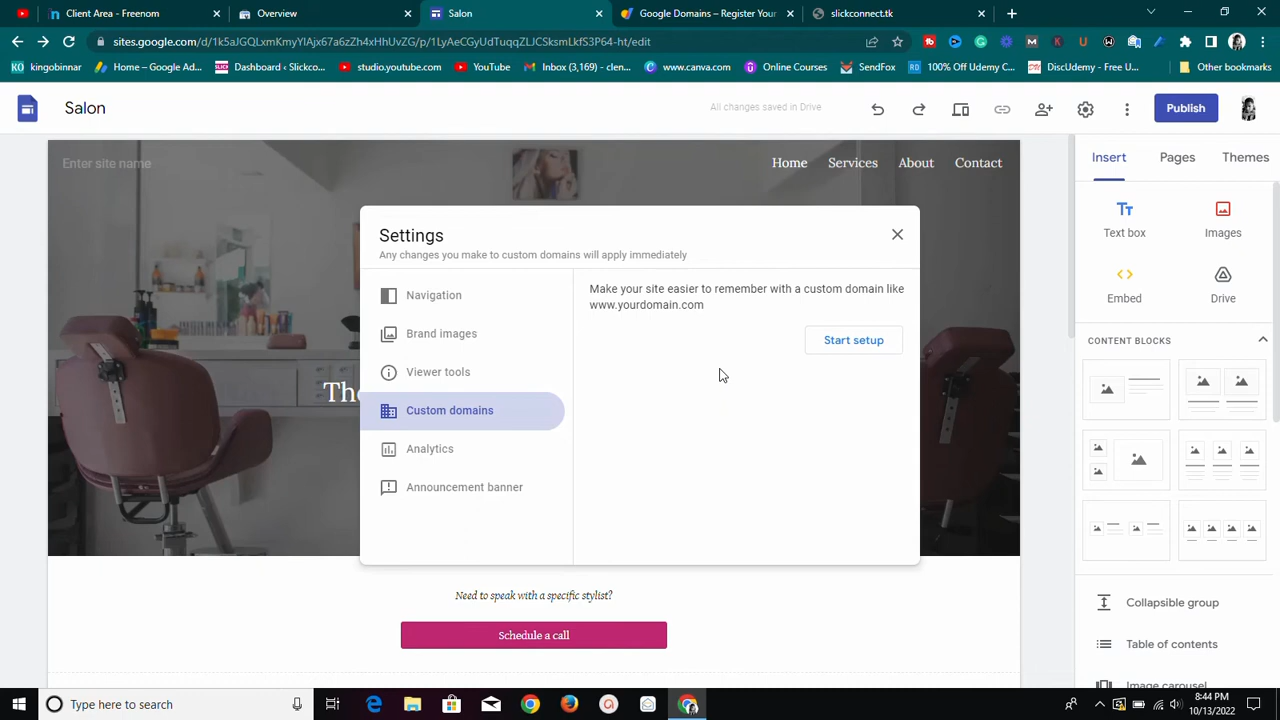 Client Area - Freenom
Overview
Salon
Google Domains – Register Your
slickconnect.tk
sites.google.com/d/1k5aJGQLxmKmyYIAjx67a6zZh4xHhUvZG/p/1LyAeCGyUdTuqqZLJCSksmLkfS3P64-ht/edit
kingobinnar
Home – Google Ad...
Dashboard ‹ Slickco...
studio.youtube.com
YouTube
Inbox (3,169) - clen...
www.canva.com
Online Courses
SendFox
100% Off Udemy C...
DiscUdemy - Free U...
Other bookmarks
Salon
All changes saved in Drive
Publish
Enter site name
Home Services About Contact
Insert Pages Themes
Text box
Images
Embed
Drive
CONTENT BLOCKS
Collapsible group
Table of contents
Image carousel
Settings
Any changes you make to custom domains will apply immediately
Navigation
Brand images
Viewer tools
Custom domains
Analytics
Announcement banner
Make your site easier to remember with a custom domain like
www.yourdomain.com
Start setup
Need to speak with a specific stylist?
Schedule a call
Type here to search
8:44 PM
10/13/2022